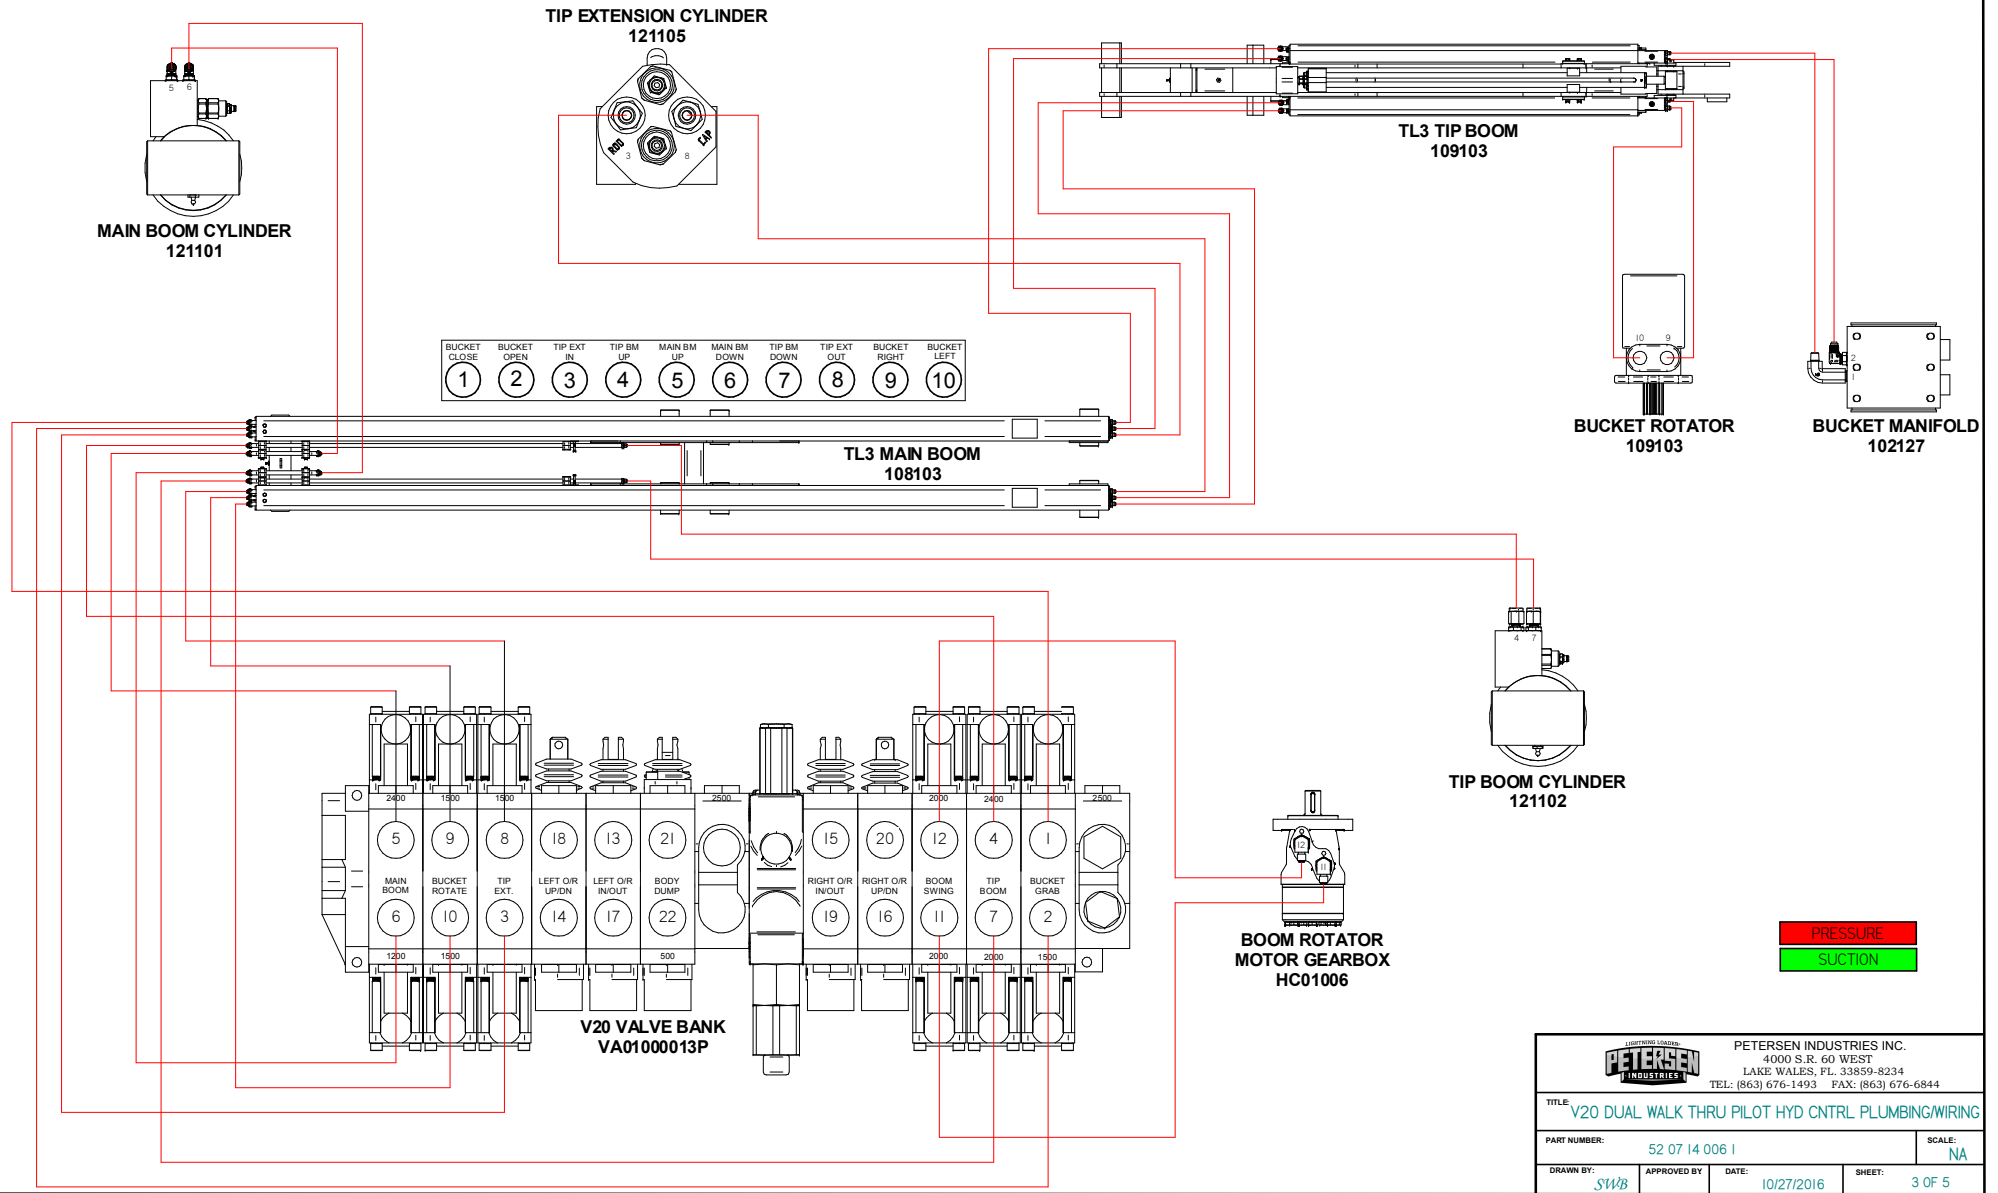 TIP EXTENSION CYLINDER
121105
5 6
ROD
CAP
3 8
MAIN BOOM CYLINDER
121101
TL3 TIP BOOM
109103
10 9
BUCKET ROTATOR
109103
2
1
BUCKET MANIFOLD
102127
BUCKET CLOSE
1
BUCKET OPEN
2
TIP EXT IN
3
TIP BM UP
4
MAIN BM UP
5
MAIN BM DOWN
6
TIP BM DOWN
7
TIP EXT OUT
8
BUCKET RIGHT
9
BUCKET LEFT
10
TL3 MAIN BOOM
108103
4 7
TIP BOOM CYLINDER
121102
2400 1500 1500 2500 2000 2400 2500
5 9 8 18 13 21 15 20 12 4 1
MAIN BOOM
BUCKET ROTATE
TIP EXT.
LEFT O/R UP/DN
LEFT O/R IN/OUT
BODY DUMP
RIGHT O/R IN/OUT
RIGHT O/R UP/DN
BOOM SWING
TIP BOOM
BUCKET GRAB
6 10 3 14 17 22 19 16 11 7 2
1200 1500 500 2000 2000 1500
V20 VALVE BANK
VA01000013P
12
11
BOOM ROTATOR
MOTOR GEARBOX
HC01006
PRESSURE
SUCTION
LIGHTNING LOADER
PETERSEN
INDUSTRIES
PETERSEN INDUSTRIES INC.
4000 S.R. 60 WEST
LAKE WALES, FL. 33859-8234
TEL: (863) 676-1493 FAX: (863) 676-6844
TITLE: V20 DUAL WALK THRU PILOT HYD CNTRL PLUMBING/WIRING
PART NUMBER: 52 07 14 006 1
SCALE: NA
DRAWN BY: SWB
APPROVED BY
DATE: 10/27/2016
SHEET: 3 OF 5